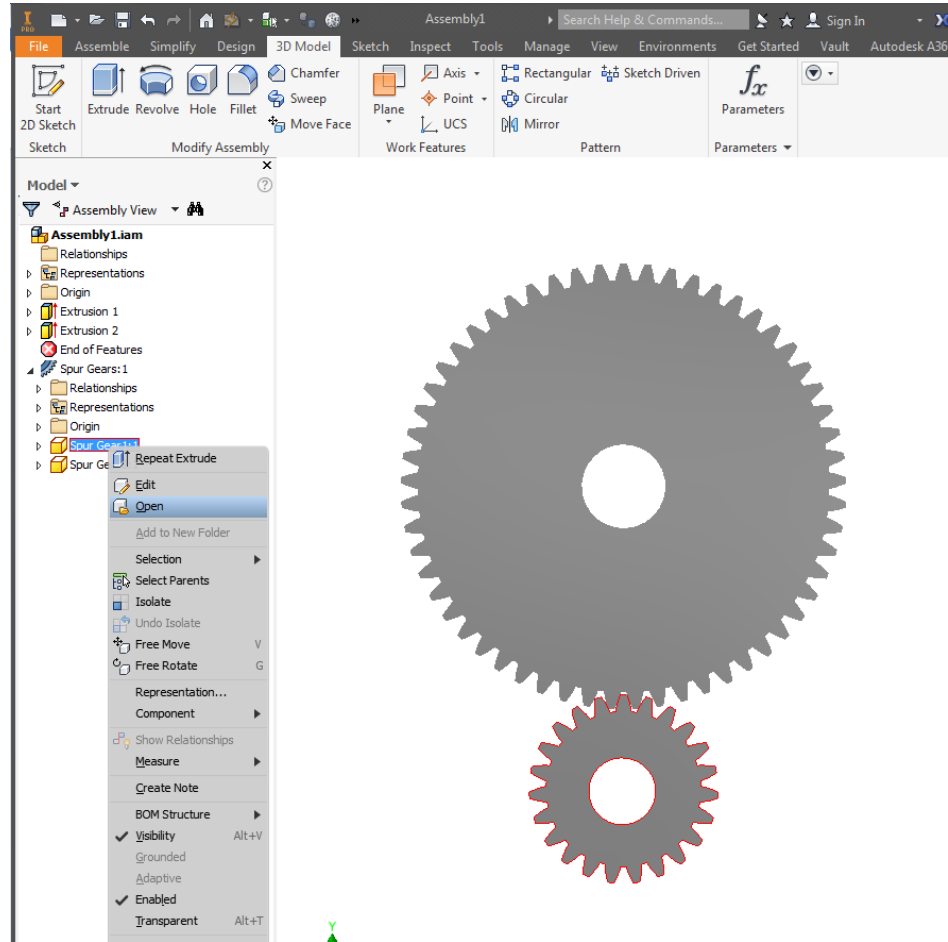 I PRO Assembly1 Search Help & Commands... Sign In
File Assemble Simplify Design 3D Model Sketch Inspect Tools Manage View Environments Get Started Vault Autodesk A36
Start 2D Sketch
Extrude Revolve Hole Fillet
Chamfer
Sweep
Move Face
Plane
Axis
Point
UCS
Rectangular Sketch Driven
Circular
Mirror
fx
Parameters
Sketch Modify Assembly Work Features Pattern Parameters
Model
Assembly View
Assembly1.iam
Relationships
Representations
Origin
Extrusion 1
Extrusion 2
End of Features
Spur Gears:1
Relationships
Representations
Origin
Spur Gear1:1
Spur Ge
Repeat Extrude
Edit
Open
Add to New Folder
Selection
Select Parents
Isolate
Undo Isolate
Free Move V
Free Rotate G
Representation...
Component
Show Relationships
Measure
Create Note
BOM Structure
Visibility Alt+V
Grounded
Adaptive
Enabled
Transparent Alt+T
Y